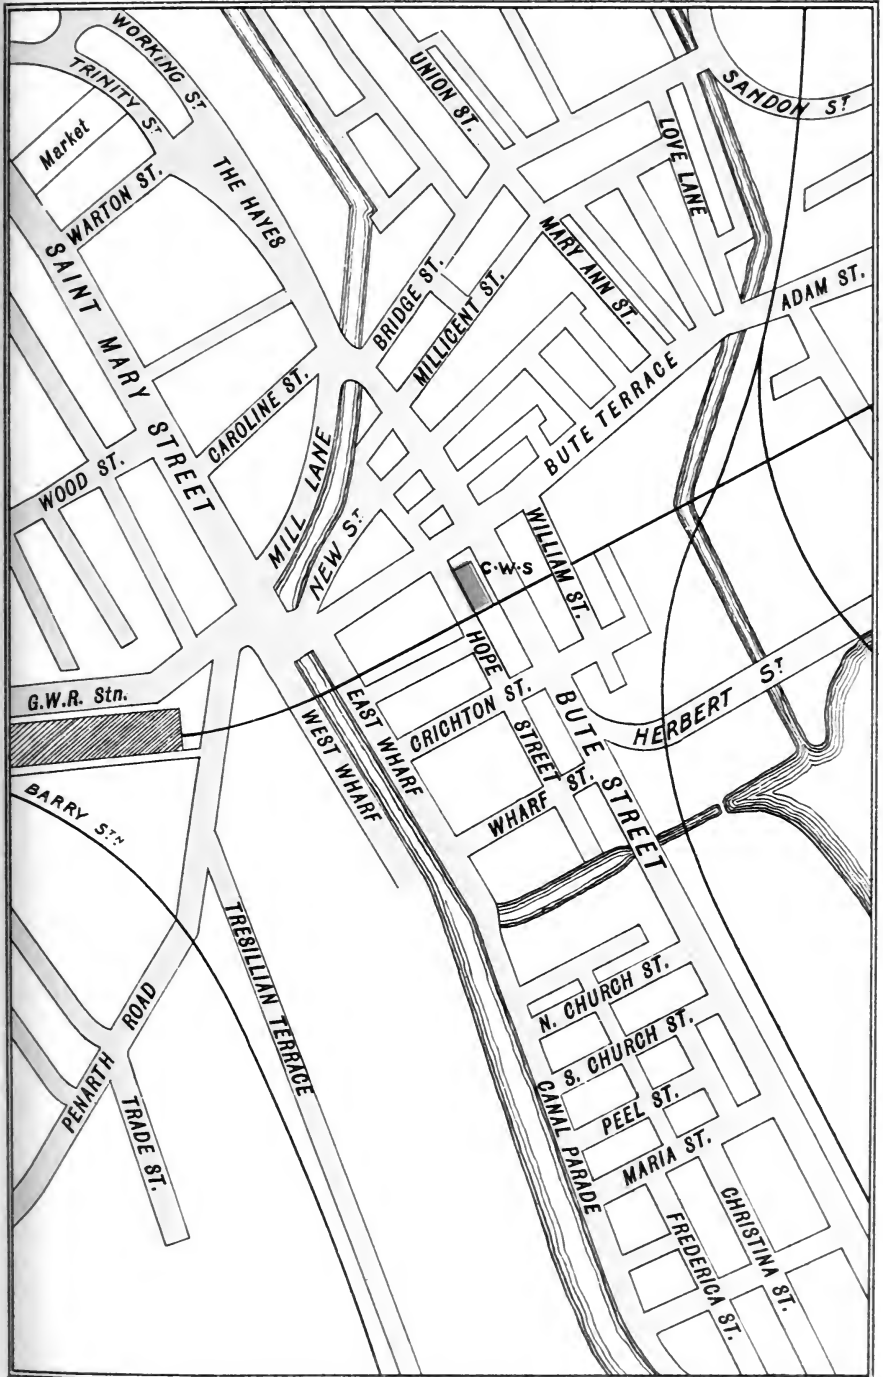 WORKING ST
TRINITY ST
Market
WARTON ST.
THE HAYES
UNION ST.
SANDON ST
LOVE LANE
SAINT MARY STREET
BRIDGE ST.
MILLICENT ST.
MARY ANN ST.
ADAM ST.
CAROLINE ST.
BUTE TERRACE
WOOD ST.
MILL LANE
NEW ST.
WILLIAM ST.
C.W.S
HOPE STREET
G.W.R. Stn.
WEST WHARF
EAST WHARF
CRICHTON ST.
BUTE STREET
HERBERT ST
WHARF ST.
BARRY STN
TRESILLIAN TERRACE
PENARTH ROAD
TRADE ST.
N. CHURCH ST.
S. CHURCH ST.
PEEL ST.
CANAL PARADE
MARIA ST.
CHRISTINA ST.
FREDERICA ST.